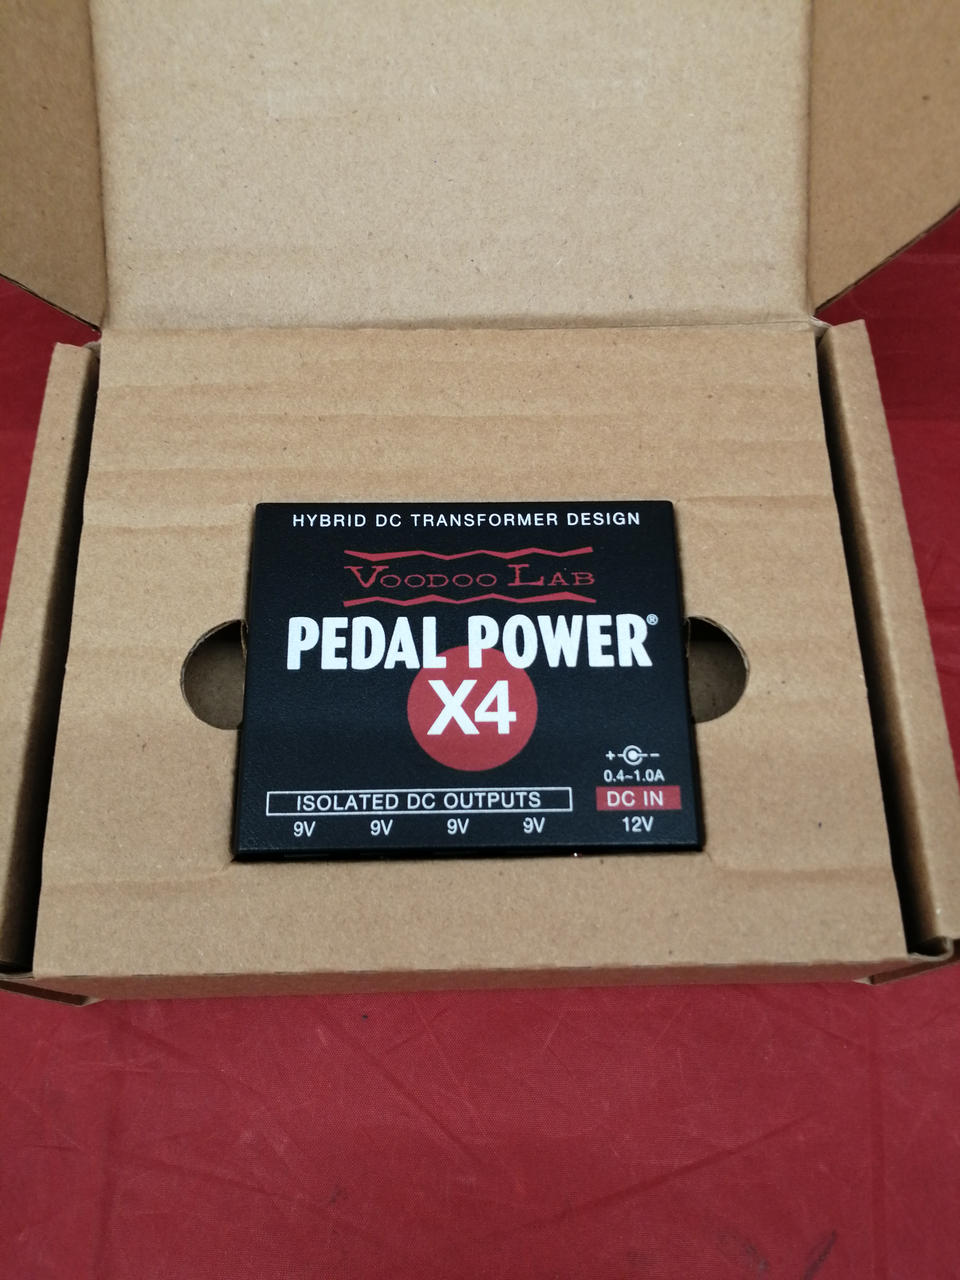 HYBRID DC TRANSFORMER DESIGN
VOODOO LAB
PEDAL POWER®
X4
+ -
0.4~1.0A
ISOLATED DC OUTPUTS DC IN
9V 9V 9V 9V 12V